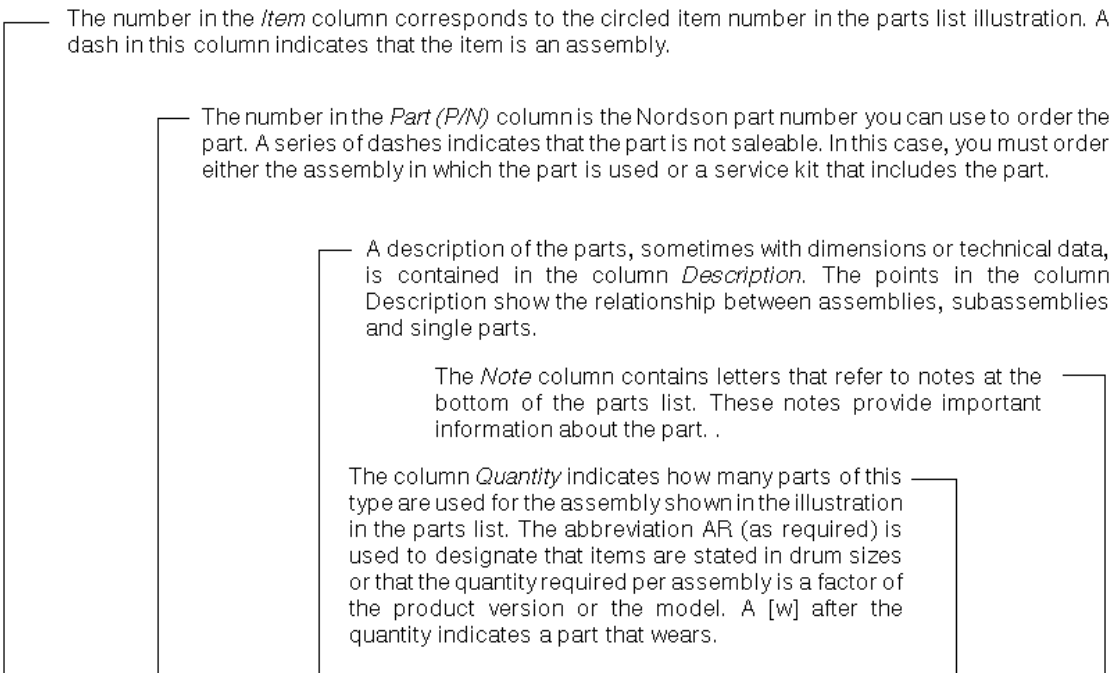 The number in the Item column corresponds to the circled item number in the parts list illustration. A
dash in this column indicates that the item is an assembly.
The number in the Part (P/N) column is the Nordson part number you can use to order the
part. A series of dashes indicates that the part is not saleable. In this case, you must order
either the assembly in which the part is used or a service kit that includes the part.
A description of the parts, sometimes with dimensions or technical data,
is contained in the column Description. The points in the column
Description show the relationship between assemblies, subassemblies
and single parts.
The Note column contains letters that refer to notes at the
bottom of the parts list. These notes provide important
information about the part. .
The column Quantity indicates how many parts of this
type are used for the assembly shown in the illustration
in the parts list. The abbreviation AR (as required) is
used to designate that items are stated in drum sizes
or that the quantity required per assembly is a factor of
the product version or the model. A [w] after the
quantity indicates a part that wears.